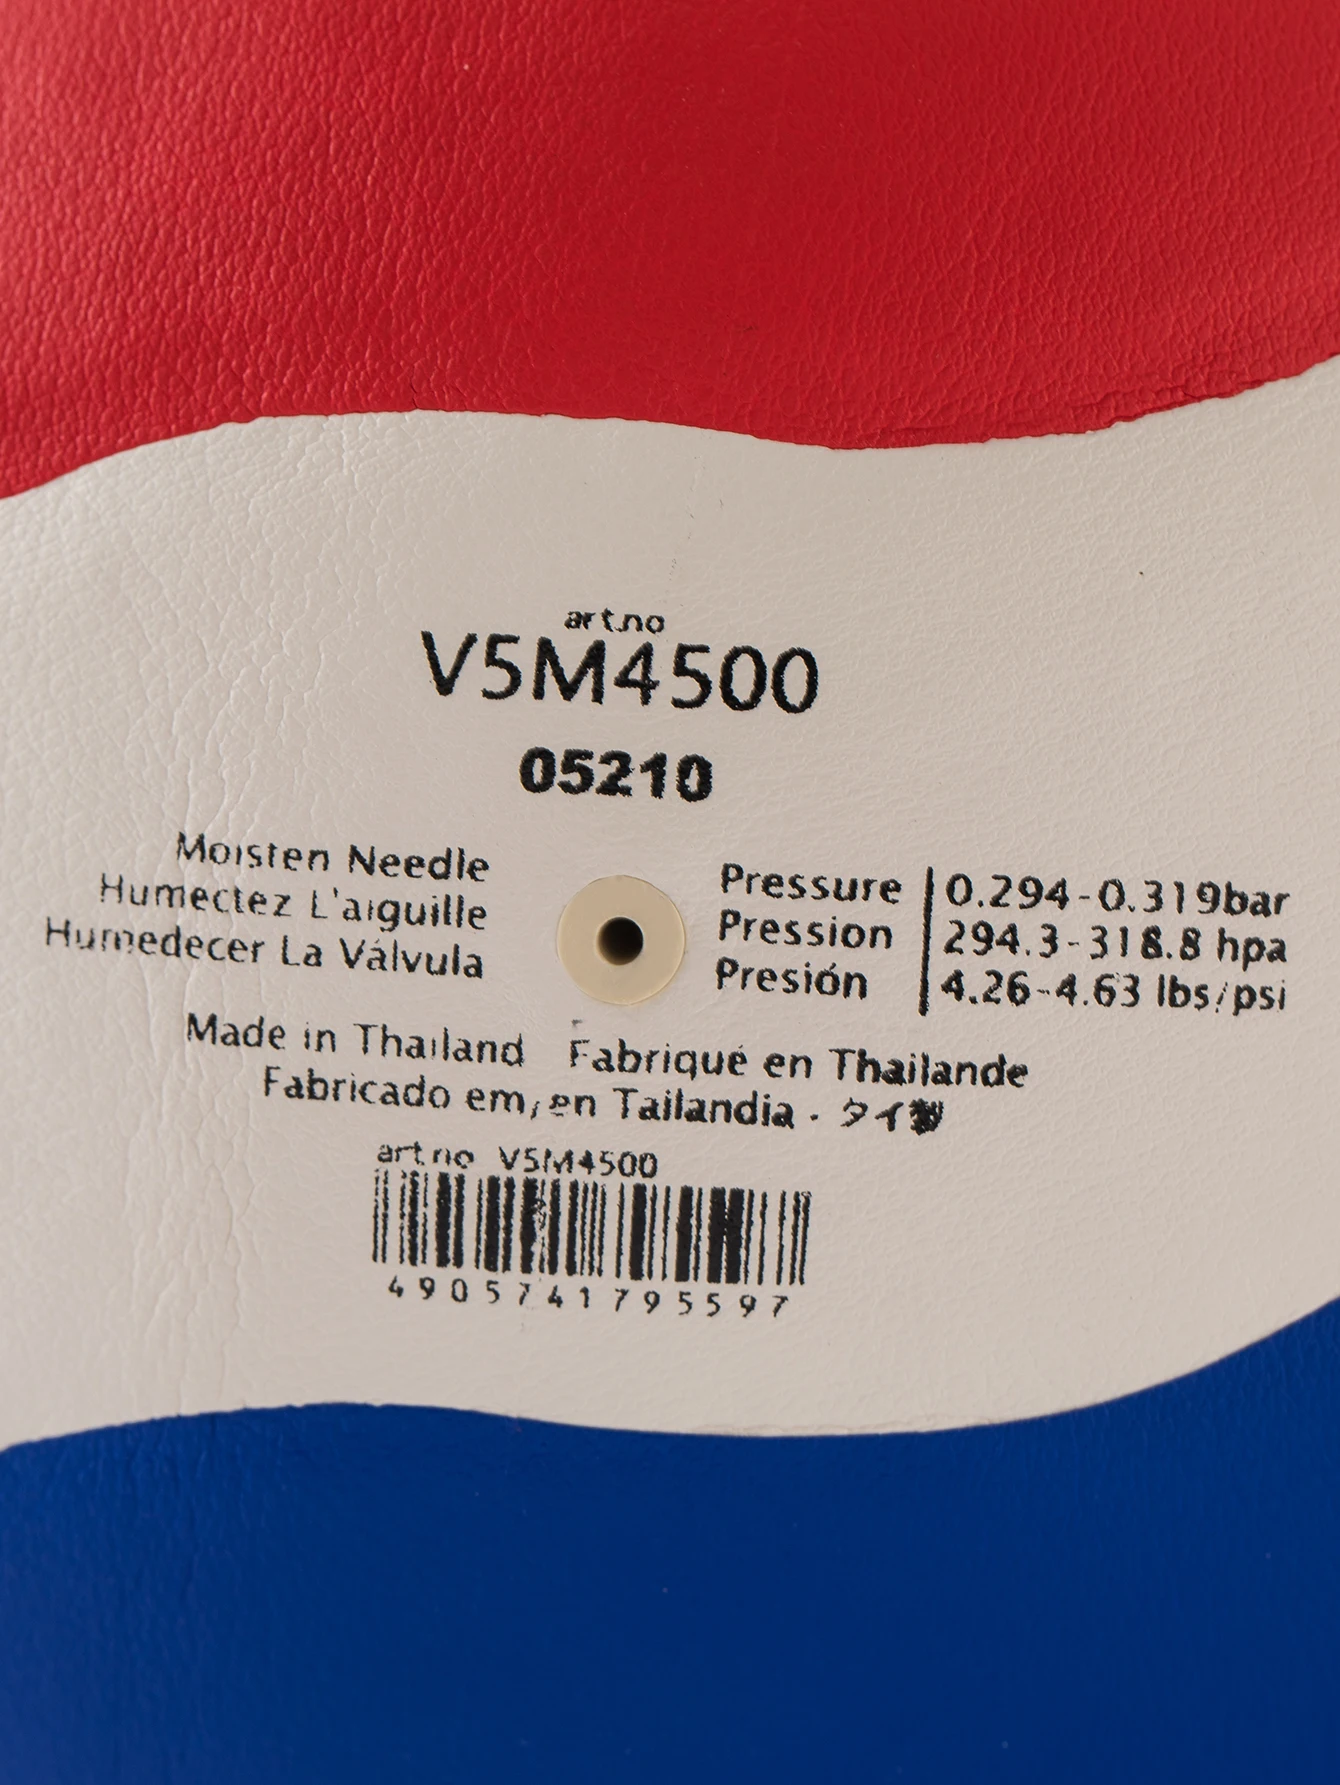 art.no
V5M4500
05210
Moisten Needle
Humectez L'aiguille
Humedecer La Válvula
Pressure 0.294-0.319bar
Pression 294.3-318.8 hpa
Presión 4.26-4.63 lbs/psi
Made in Thailand Fabriqué en Thailande
Fabricado em/en Tailandia · タイ製
art.no V5M4500
4905741795597